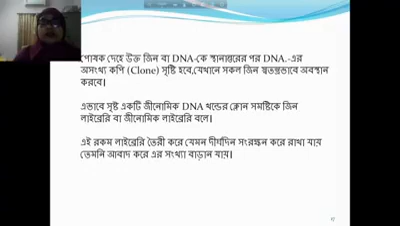 পোষক দেহে উক্ত জিন বা DNA-কে স্থানান্তরের পর DNA.-এর
অসংখ্য কপি (Clone) সৃষ্টি হবে,যেখানে সকল জিন স্বতন্ত্রভাবে অবস্থান
করবে।
এভাবে সৃষ্ট একটি জীনোমিক DNA খন্ডের ক্লোন সমষ্টিকে জিন
লাইব্রেরি বা জীনোমিক লাইব্রেরি বলে।
এই রকম লাইব্রেরি তৈরী করে যেমন দীর্ঘদিন সংরক্ষন করে রাখা যায়
তেমনি আবাদ করে এর সংখ্যা বাড়ান যায়।